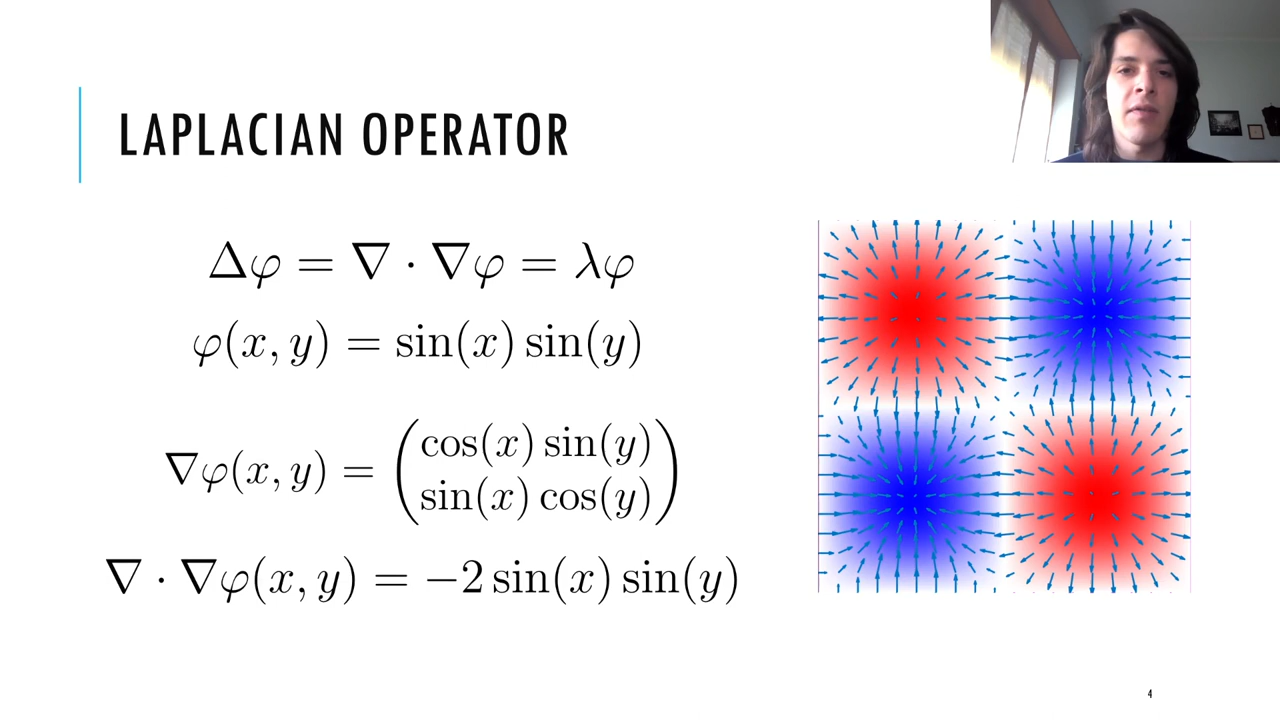 LAPLACIAN OPERATOR
Δφ = ∇ · ∇φ = λφ
φ(x, y) = sin(x) sin(y)
∇φ(x, y) = (cos(x) sin(y)
sin(x) cos(y))
∇ · ∇φ(x, y) = −2 sin(x) sin(y)
4